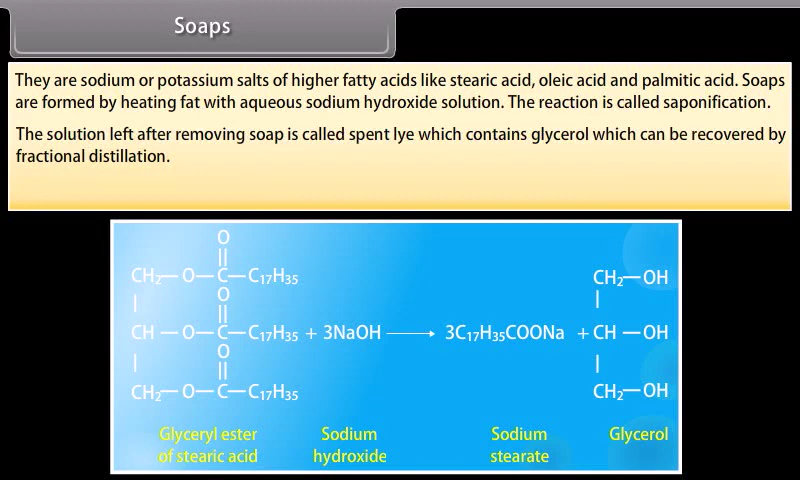 Soaps
They are sodium or potassium salts of higher fatty acids like stearic acid, oleic acid and palmitic acid. Soaps
are formed by heating fat with aqueous sodium hydroxide solution. The reaction is called saponification.
The solution left after removing soap is called spent lye which contains glycerol which can be recovered by
fractional distillation.
O
||
CH₂—O—C—C₁₇H₃₅ CH₂—OH
| O |
||
CH—O—C—C₁₇H₃₅ + 3NaOH ⟶ 3C₁₇H₃₅COONa + CH—OH
| O |
||
CH₂—O—C—C₁₇H₃₅ CH₂—OH
Glyceryl ester Sodium Sodium Glycerol
of stearic acid hydroxide stearate